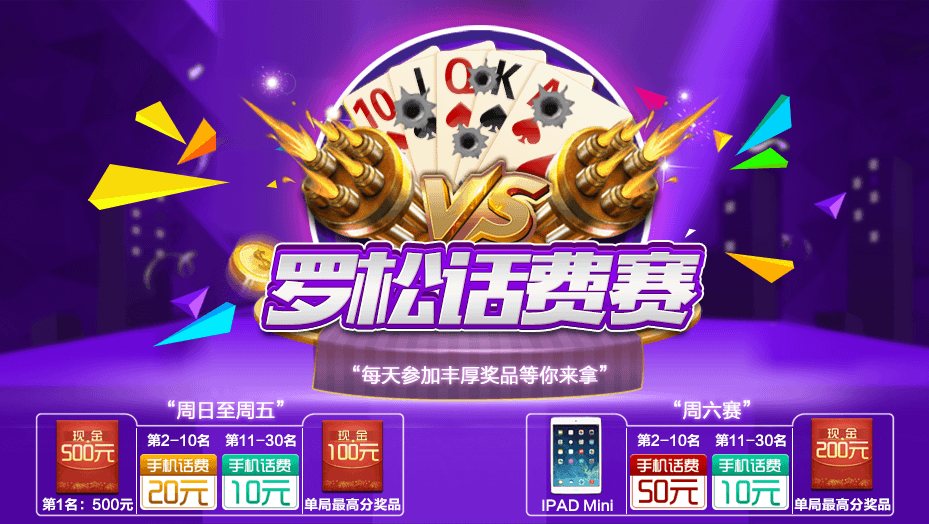 10 J Q K A
VS
罗松话费赛
“每天参加丰厚奖品等你来拿”
“周日至周五”
现金
500元
第1名：500元
第2-10名
手机话费
20元
第11-30名
手机话费
10元
现金
100元
单局最高分奖品
“周六赛”
IPAD Mini
第2-10名
手机话费
50元
第11-30名
手机话费
10元
现金
200元
单局最高分奖品